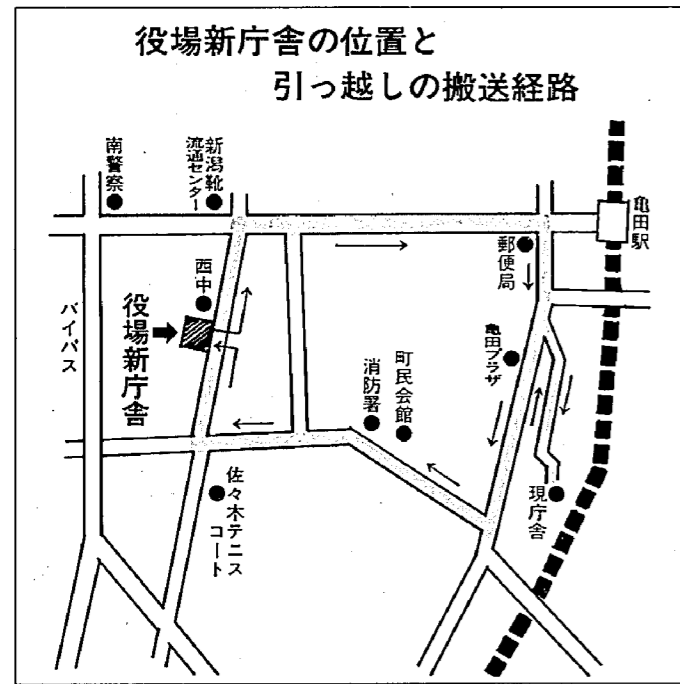 役場新庁舎の位置と
引っ越しの搬送経路
南警察
新潟靴
流通センター
亀田駅
郵便局
西中
役場新庁舎
バイパス
亀田プラザ
町民会館
消防署
現庁舎
佐々木テニス
コート